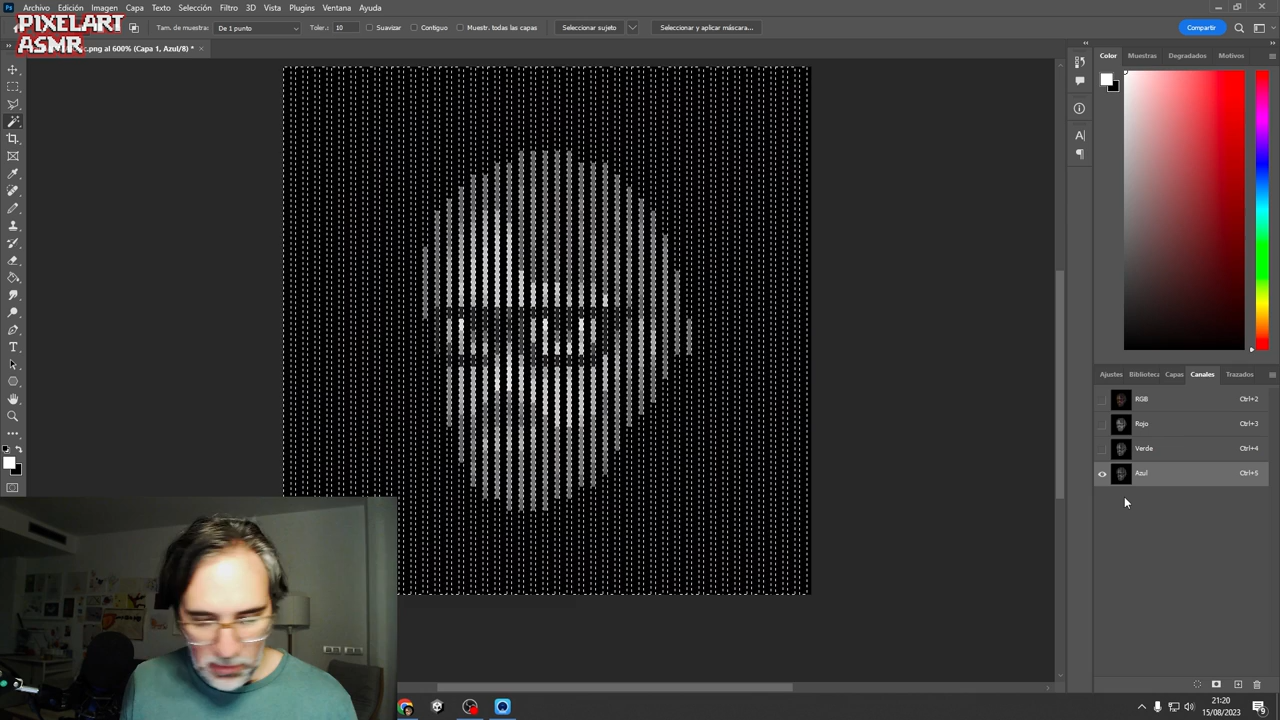 Archivo Edición Imagen Capa Texto Selección Filtro 3D Vista Plugins Ventana Ayuda
PIXELART
ASMR
Tam. de muestra: De 1 punto Toler.: 10 Suavizar Contiguo Muestr. todas las capas Seleccionar sujeto Seleccionar y aplicar máscara... Compartir
c.png al 600% (Capa 1, Azul/8) *
Color Muestras Degradados Motivos
Ajustes Biblioteca Capas Canales Trazados
RGB Ctrl+2
Rojo Ctrl+3
Verde Ctrl+4
Azul Ctrl+5
21:20
15/08/2023